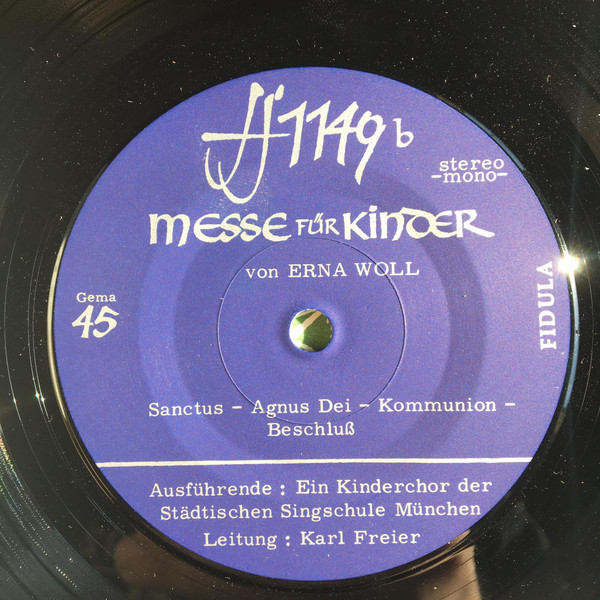 1149 b
stereo
-mono-
MESSE FÜR KINDER
von ERNA WOLL
Gema
45
FIDULA
Sanctus - Agnus Dei - Kommunion -
Beschluß
Ausführende : Ein Kinderchor der
Städtischen Singschule München
Leitung : Karl Freier